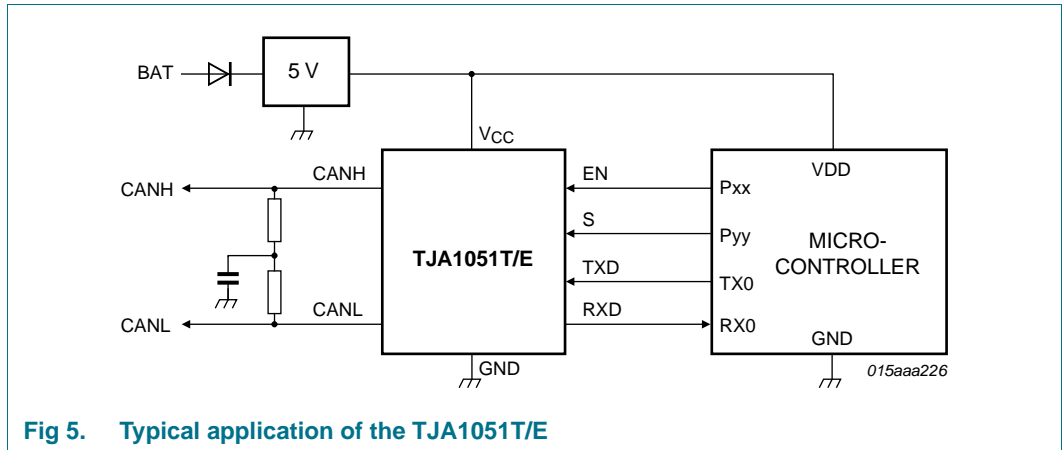 BAT
5 V
VCC
CANH
CANH
EN
Pxx
VDD
S
Pyy
MICRO-
CONTROLLER
TJA1051T/E
TXD
TX0
CANL
CANL
RXD
RX0
GND
GND
015aaa226
Fig 5. Typical application of the TJA1051T/E